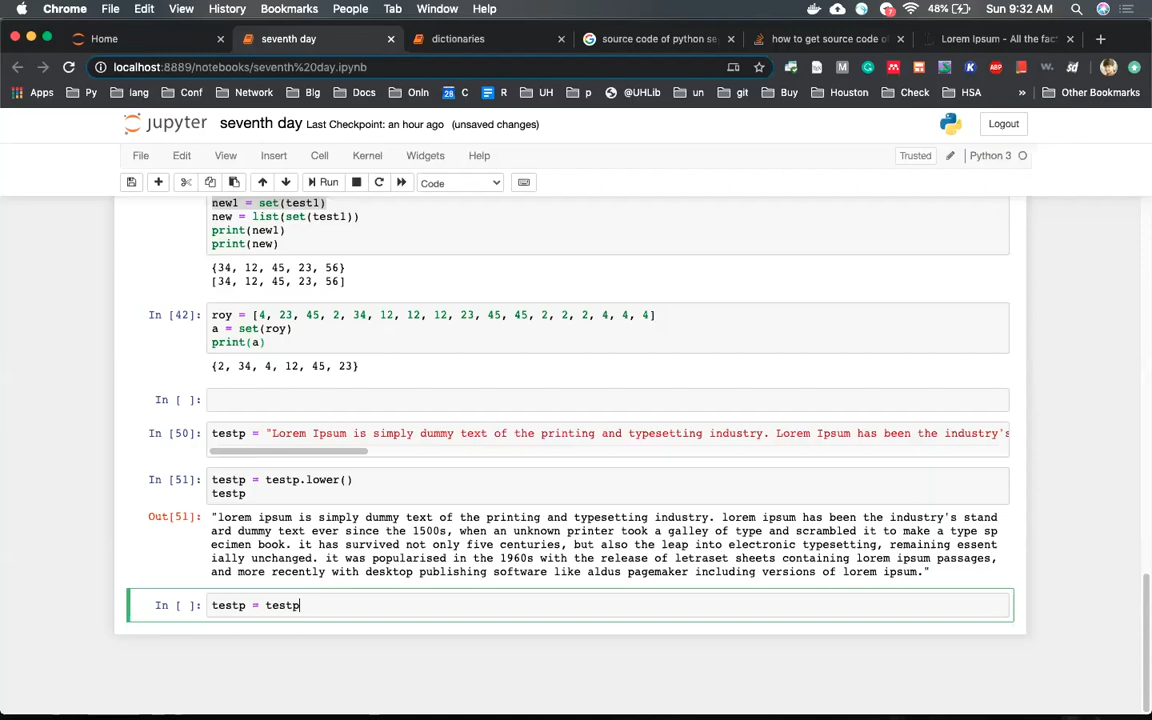 Chrome File Edit View History Bookmarks People Tab Window Help 7 48% Sun 9:32 AM
Home × seventh day × dictionaries × source code of python se × how to get source code of × Lorem Ipsum - All the fac × +
localhost:8889/notebooks/seventh%20day.ipynb
Apps Py lang Conf Network Blg Docs OnIn 28 C R UH p @UHLib un git Buy Houston Check HSA » Other Bookmarks
jupyter seventh day Last Checkpoint: an hour ago (unsaved changes) Logout
File Edit View Insert Cell Kernel Widgets Help Trusted Python 3
Run Code
new1 = set(test1)
new = list(set(test1))
print(new1)
print(new)
{34, 12, 45, 23, 56}
[34, 12, 45, 23, 56]
In [42]: roy = [4, 23, 45, 2, 34, 12, 12, 12, 23, 45, 45, 2, 2, 2, 4, 4, 4]
a = set(roy)
print(a)
{2, 34, 4, 12, 45, 23}
In [ ]:
In [50]: testp = "Lorem Ipsum is simply dummy text of the printing and typesetting industry. Lorem Ipsum has been the industry's
In [51]: testp = testp.lower()
testp
Out[51]: "lorem ipsum is simply dummy text of the printing and typesetting industry. lorem ipsum has been the industry's stand
ard dummy text ever since the 1500s, when an unknown printer took a galley of type and scrambled it to make a type sp
ecimen book. it has survived not only five centuries, but also the leap into electronic typesetting, remaining essent
ially unchanged. it was popularised in the 1960s with the release of letraset sheets containing lorem ipsum passages,
and more recently with desktop publishing software like aldus pagemaker including versions of lorem ipsum."
In [ ]: testp = testp